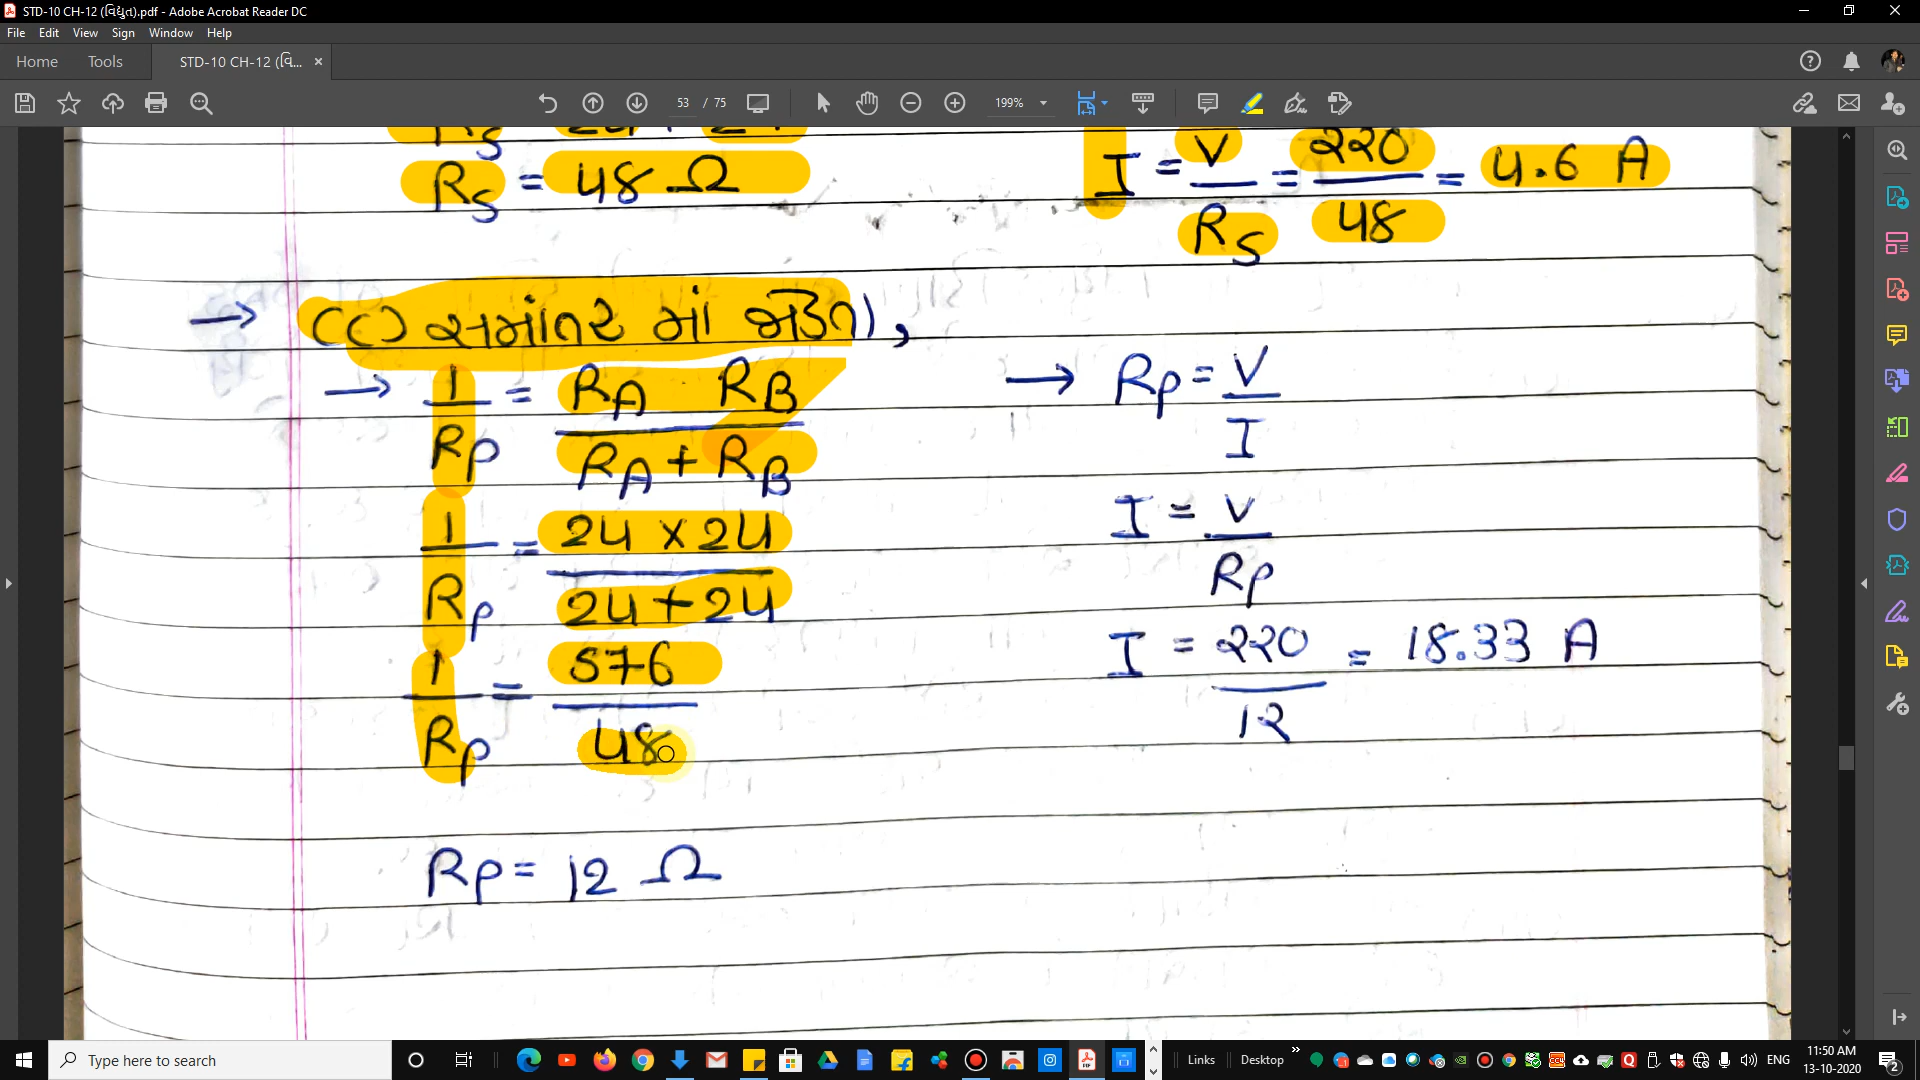 STD-10 CH-12 (વિદ્યુત).pdf - Adobe Acrobat Reader DC
File Edit View Sign Window Help
Home Tools STD-10 CH-12 (વિ... ×
53 / 75 199%
RS = 48 Ω
I = V / RS = 220 / 48 = 4.6 A
→ (C) સમાંતર માં જોડતા,
→ 1 / RP = RA RB / RA + RB
1 / RP = 24 × 24 / 24 + 24
1 / RP = 576 / 48
RP = 12 Ω
→ RP = V / I
I = V / RP
I = 220 / 12 = 18.33 A
Type here to search
Links Desktop » ENG 11:50 AM
13-10-2020 2